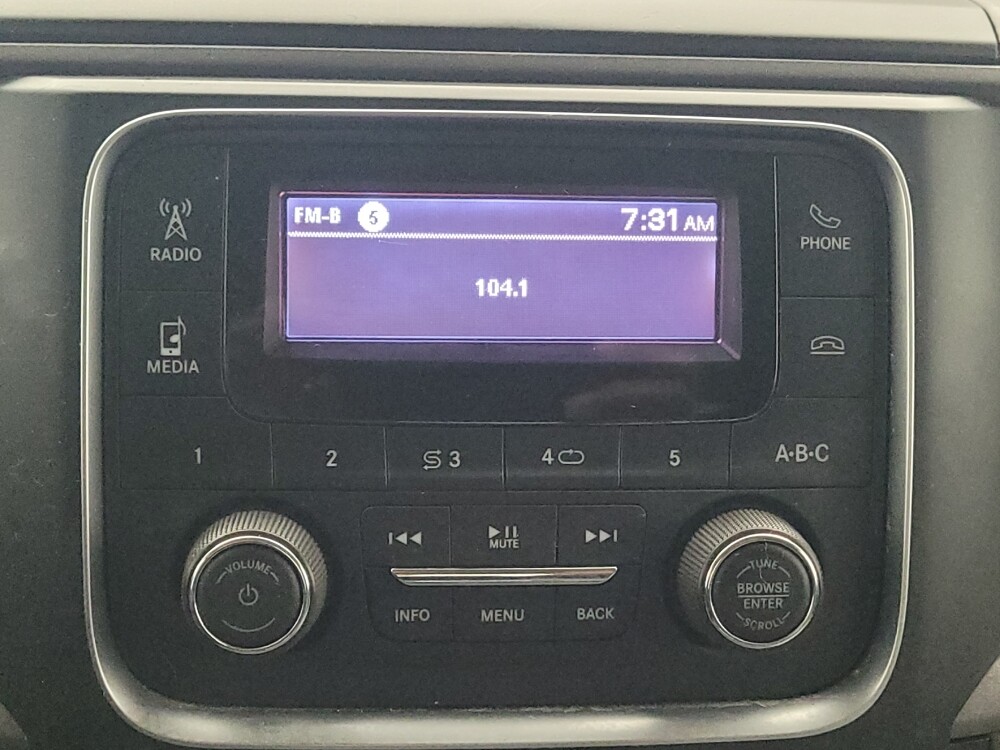 FM-B 5 7:31 AM
104.1
RADIO
PHONE
MEDIA
1 2 3 4 5 A·B·C
MUTE
VOLUME
TUNE
BROWSE
ENTER
SCROLL
INFO MENU BACK